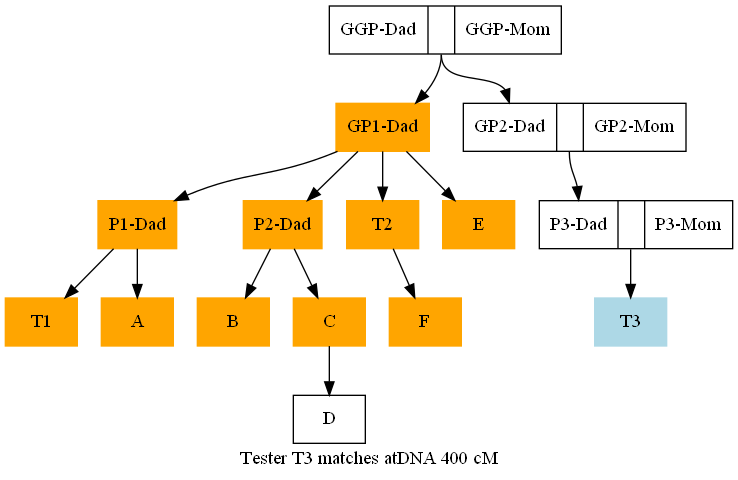 GGP-Dad GGP-Mom
GP1-Dad GP2-Dad GP2-Mom
P1-Dad P2-Dad T2 E P3-Dad P3-Mom
T1 A B C F T3
D
Tester T3 matches atDNA 400 cM